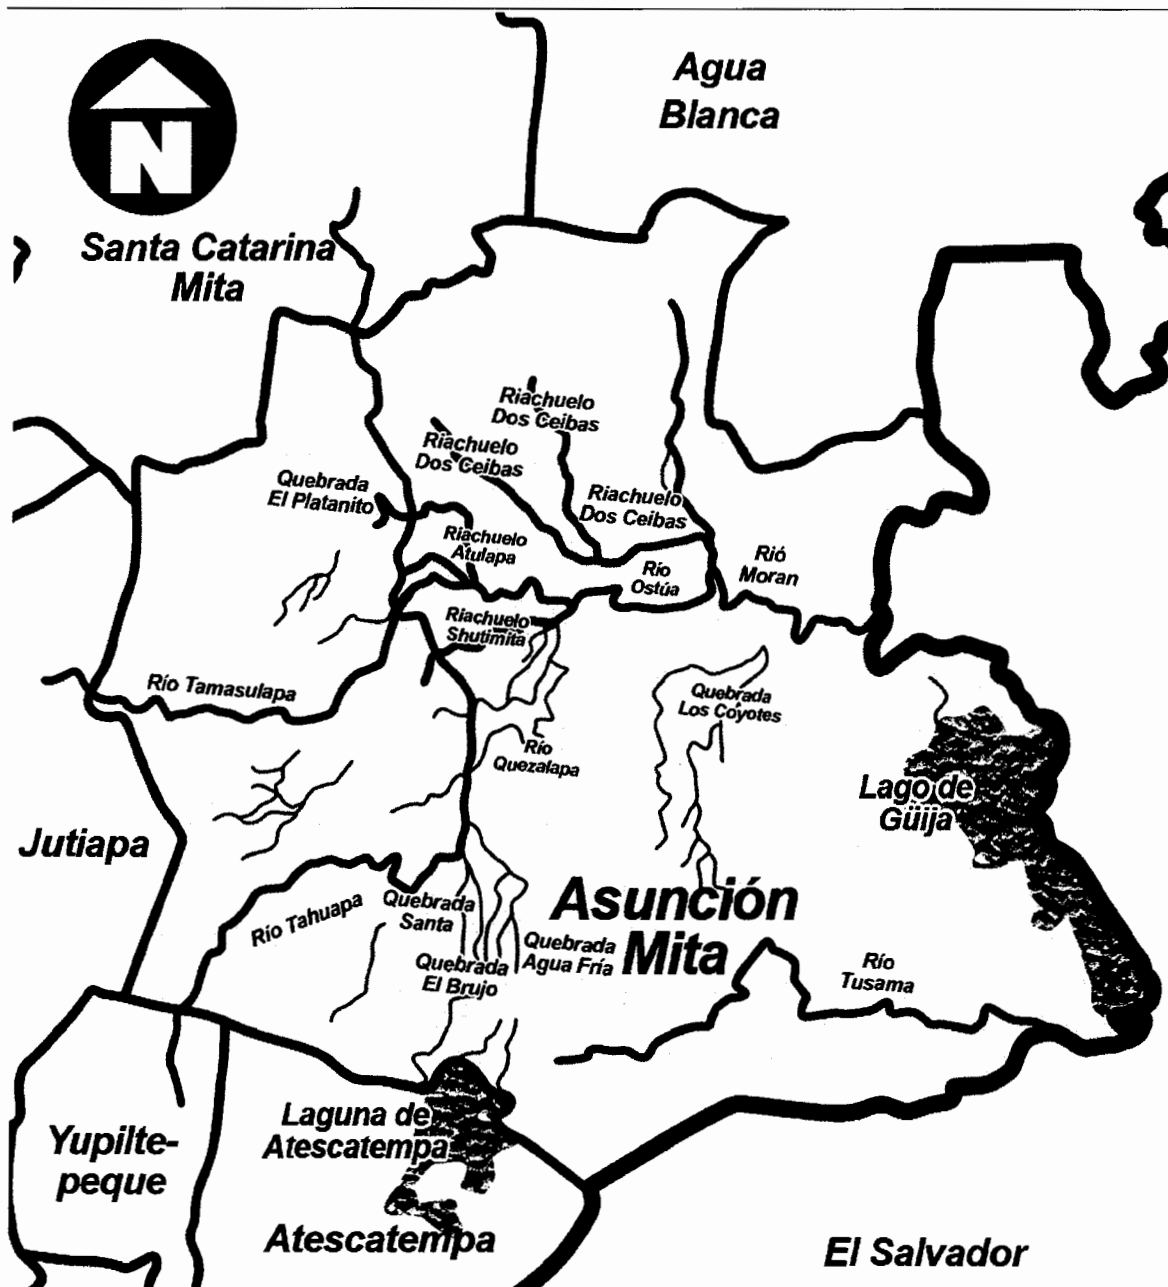 Agua
Blanca
N
Santa Catarina
Mita
Riachuelo
Dos Ceibas
Riachuelo
Dos Ceibas
Quebrada
El Platanito
Riachuelo
Dos Ceibas
Riachuelo
Atulapa
Rió
Moran
Río
Ostúa
Riachuelo
Shutimita
Río Tamasulapa
Quebrada
Los Coyotes
Río
Quezalapa
Lago de
Güija
Jutiapa
Asunción
Mita
Río Tahuapa
Quebrada
Santa
Quebrada
Agua Fría
Quebrada
El Brujo
Río
Tusama
Laguna de
Atescatempa
Yupilte-
peque
Atescatempa
El Salvador